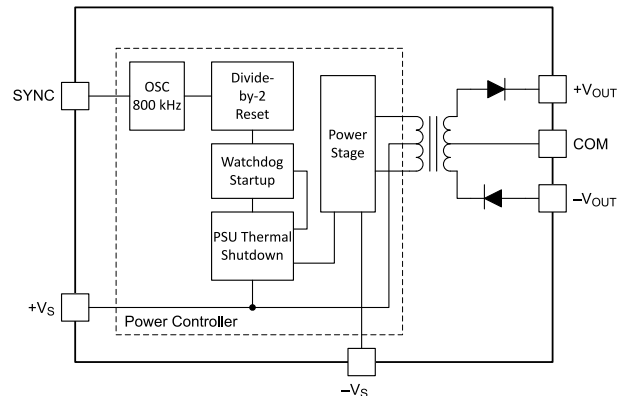 SYNC
OSC
800 kHz
Divide-
by-2
Reset
Watchdog
Startup
PSU Thermal
Shutdown
Power
Stage
+VOUT
COM
–VOUT
+VS
Power Controller
–VS